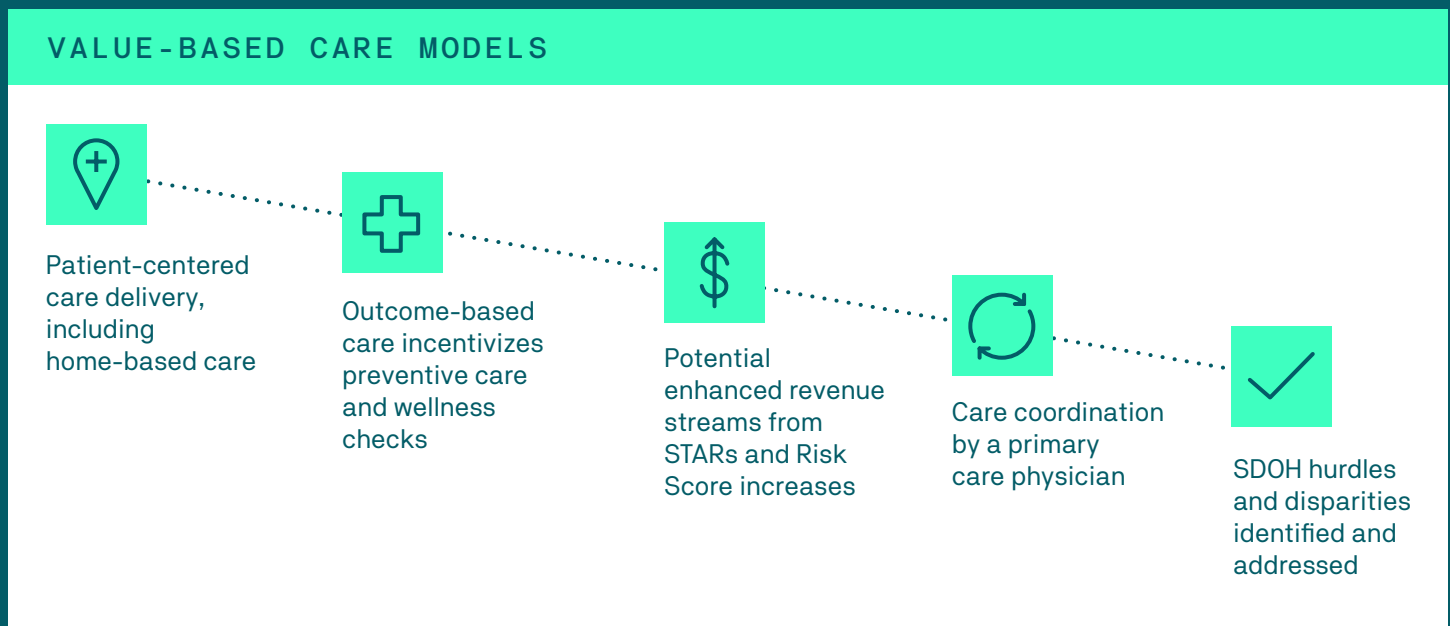 VALUE-BASED CARE MODELS
Patient-centered
care delivery,
including
home-based care
Outcome-based
care incentivizes
preventive care
and wellness
checks
Potential
enhanced revenue
streams from
STARs and Risk
Score increases
Care coordination
by a primary
care physician
SDOH hurdles
and disparities
identified and
addressed